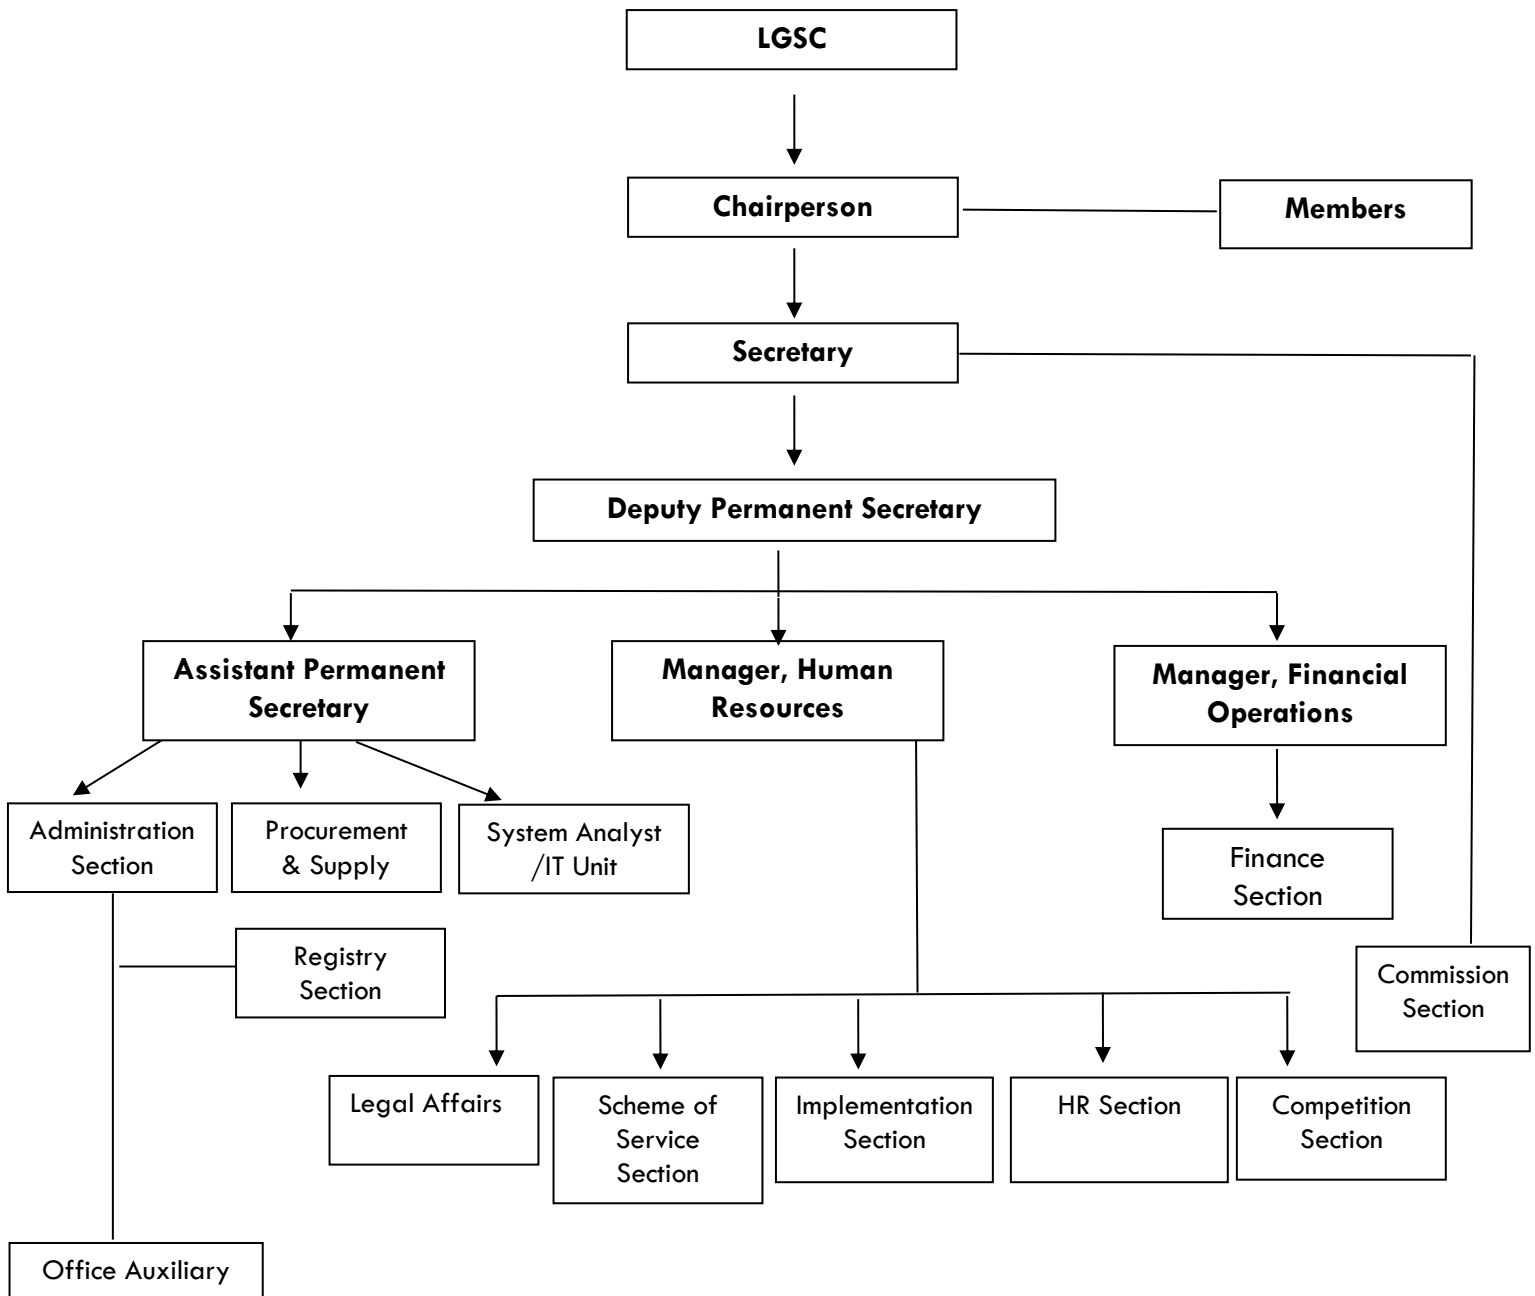 LGSC
Chairperson
Members
Secretary
Deputy Permanent Secretary
Assistant Permanent
Secretary
Manager, Human
Resources
Manager, Financial
Operations
Administration
Section
Procurement
& Supply
System Analyst
/IT Unit
Finance
Section
Registry
Section
Commission
Section
Legal Affairs
Scheme of
Service
Section
Implementation
Section
HR Section
Competition
Section
Office Auxiliary